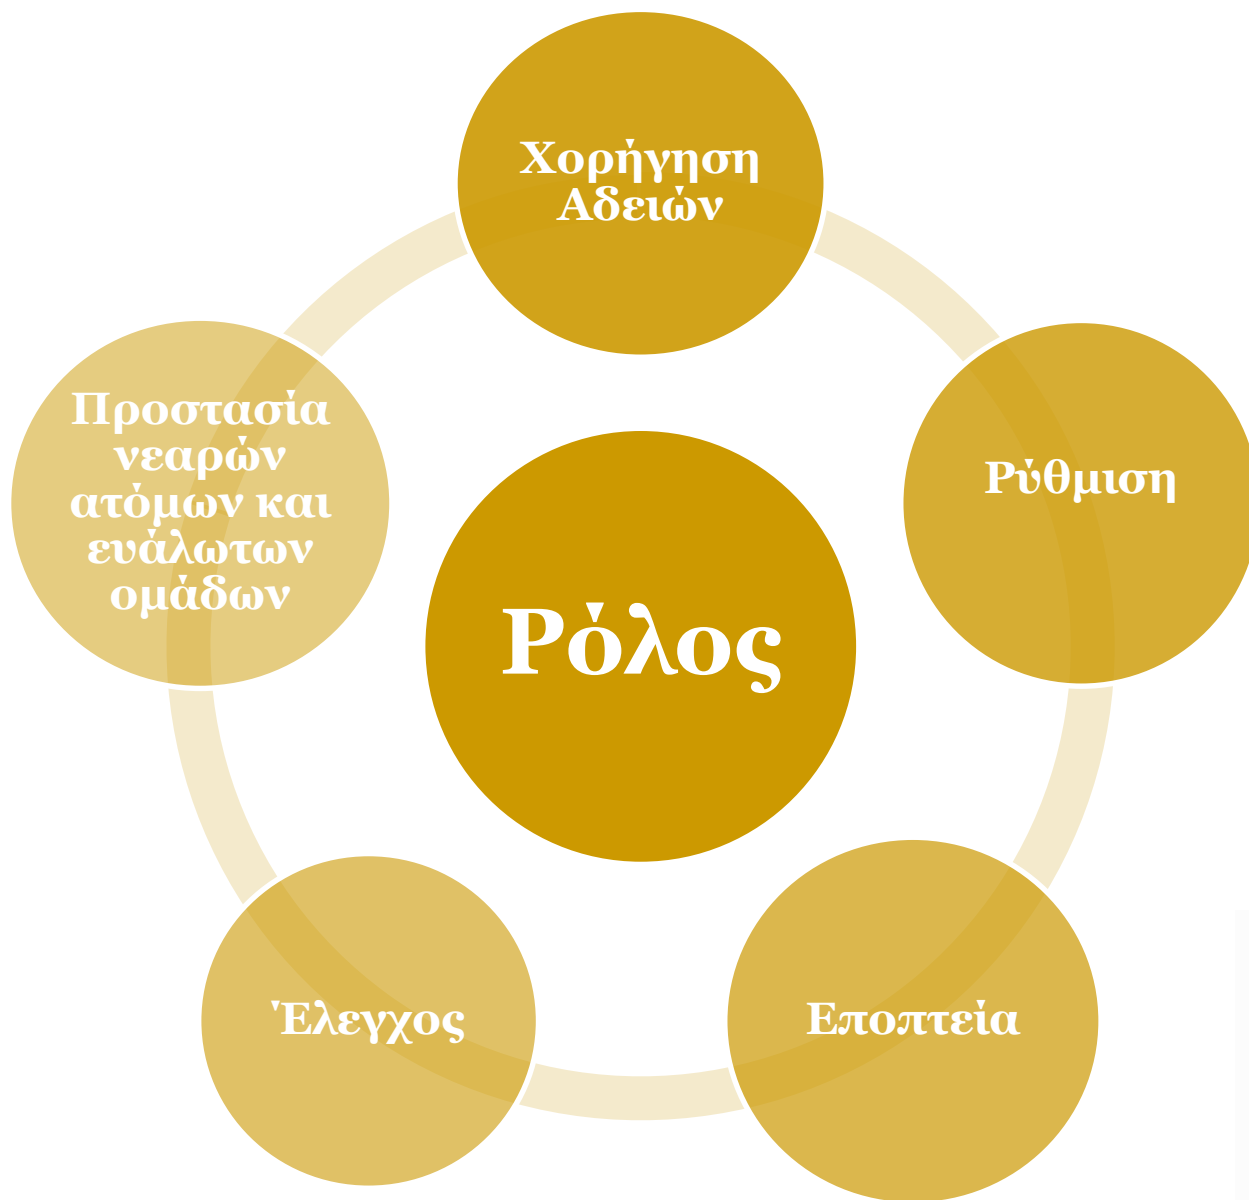 Χορήγηση
Αδειών
Ρύθμιση
Εποπτεία
Έλεγχος
Προστασία
νεαρών
ατόμων και
ευάλωτων
ομάδων
Ρόλος